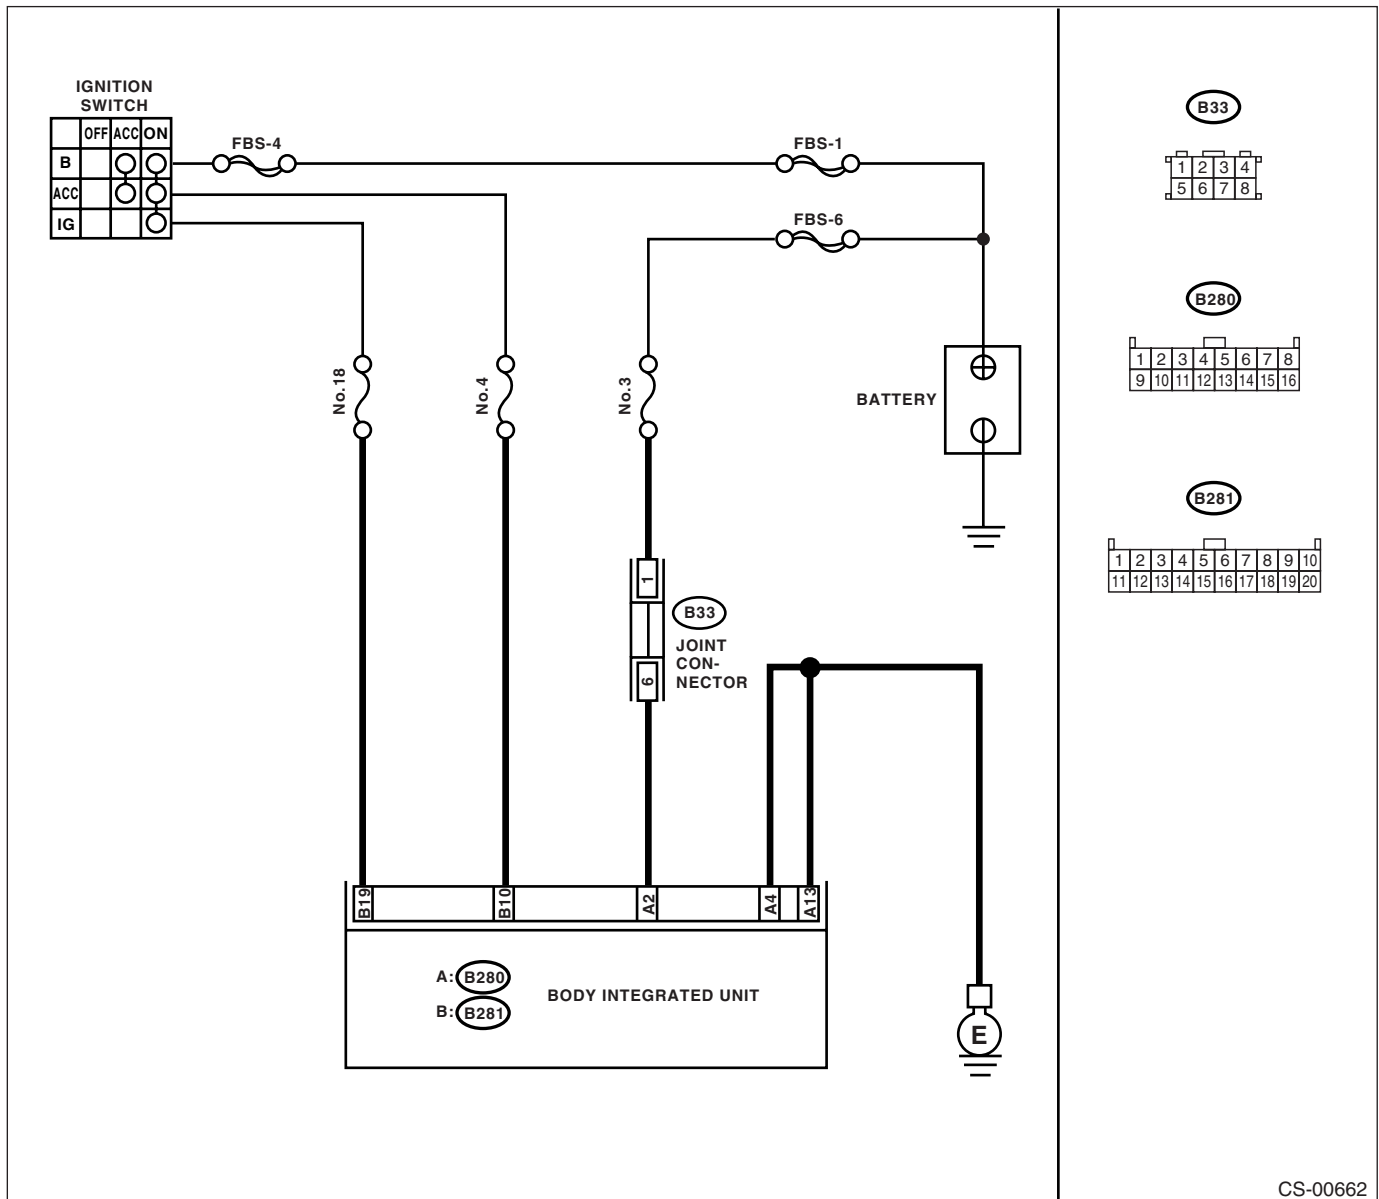 IGNITION
SWITCH
OFF ACC ON
B
ACC
IG
FBS-4
FBS-1
FBS-6
No.18
No.4
No.3
BATTERY
1
B33
JOINT
CON-
NECTOR
6
B19
B10
A2
A4
A13
A: B280
B: B281
BODY INTEGRATED UNIT
E
B33
1 2 3 4
5 6 7 8
B280
1 2 3 4 5 6 7 8
9 10 11 12 13 14 15 16
B281
1 2 3 4 5 6 7 8 9 10
11 12 13 14 15 16 17 18 19 20
CS-00662